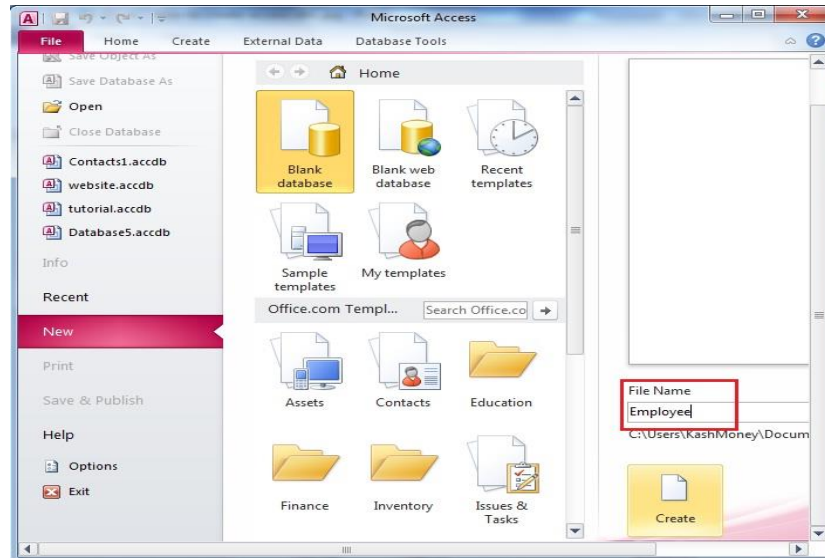 Microsoft Access
File Home Create External Data Database Tools
Save Object As
Save Database As
Open
Close Database
Contacts1.accdb
website.accdb
tutorial.accdb
Database5.accdb
Info
Recent
New
Print
Save & Publish
Help
Options
Exit
Home
Blank
database
Blank web
database
Recent
templates
Sample
templates
My templates
Office.com Templ...
Search Office.co
Assets
Contacts
Education
Finance
Inventory
Issues &
Tasks
File Name
Employee
C:\Users\KashMoney\Docum
Create